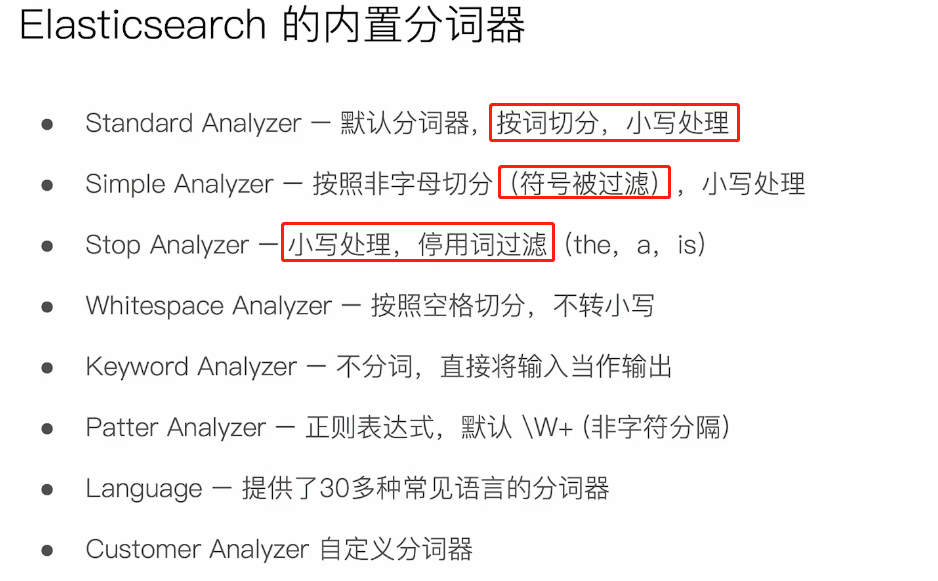 Elasticsearch 的内置分词器
● Standard Analyzer — 默认分词器，按词切分，小写处理
● Simple Analyzer — 按照非字母切分（符号被过滤），小写处理
● Stop Analyzer — 小写处理，停用词过滤（the，a，is）
● Whitespace Analyzer — 按照空格切分，不转小写
● Keyword Analyzer — 不分词，直接将输入当作输出
● Patter Analyzer — 正则表达式，默认 \W+ (非字符分隔)
● Language — 提供了30多种常见语言的分词器
● Customer Analyzer 自定义分词器